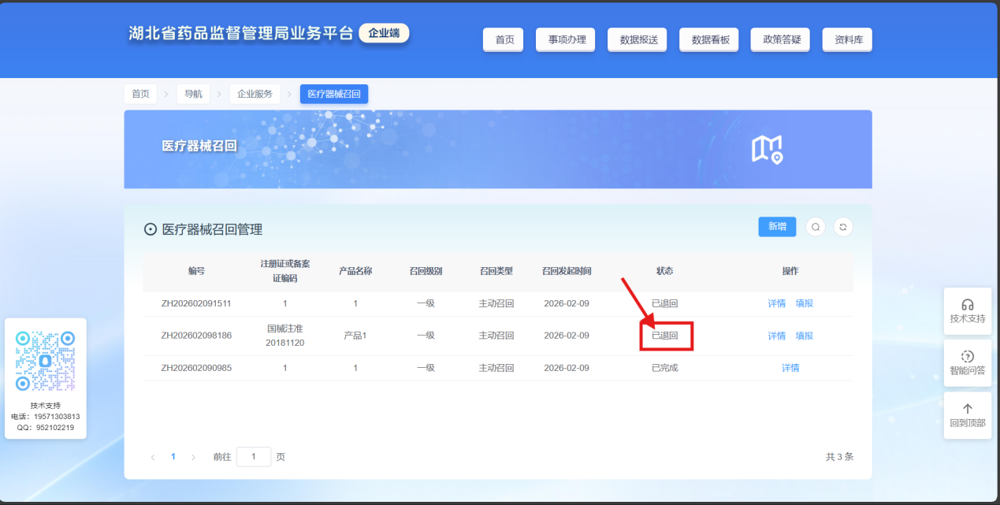 湖北省药品监督管理局业务平台 企业端
首页 事项办理 数据报送 数据看板 政策答疑 资料库
首页 > 导航 > 企业服务 > 医疗器械召回
医疗器械召回
医疗器械召回管理 新增
编号 注册证或备案证编码 产品名称 召回级别 召回类型 召回发起时间 状态 操作
ZH202602091511 1 1 一级 主动召回 2026-02-09 已退回 详情 填报
ZH202602098186 国械注准20181120 产品1 一级 主动召回 2026-02-09 已退回 详情 填报
ZH202602090985 1 1 一级 主动召回 2026-02-09 已完成 详情
< 1 > 前往 1 页 共 3 条
技术支持
电话：19571303813
QQ：952102219
技术支持
智能问答
回到顶部